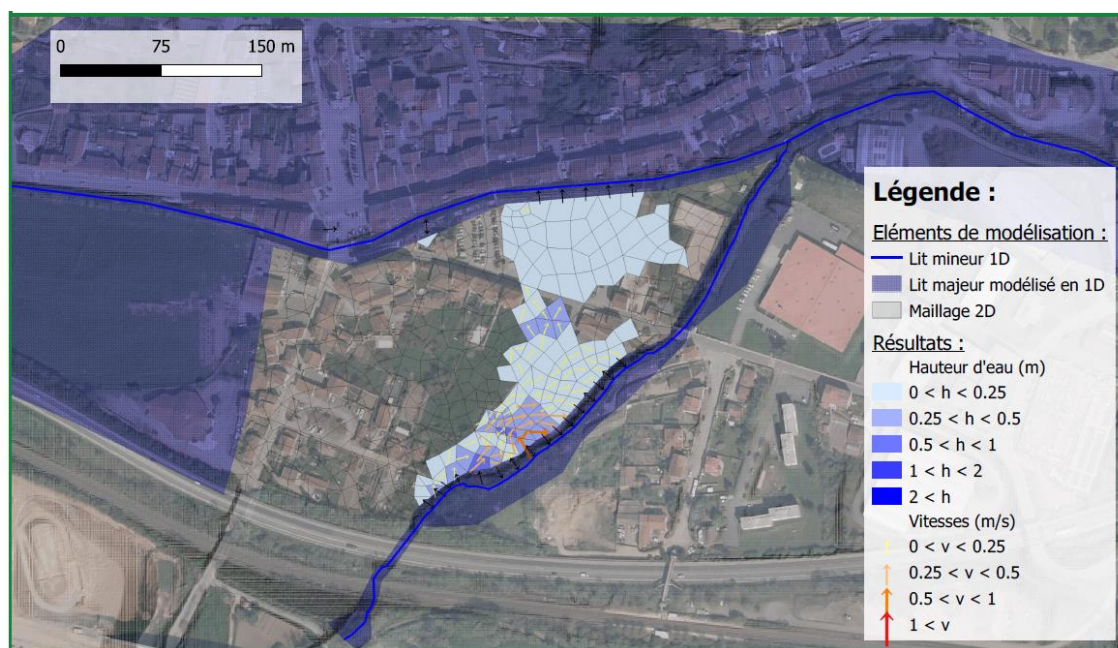 0 75 150 m
Légende :
Eléments de modélisation :
Lit mineur 1D
Lit majeur modélisé en 1D
Maillage 2D
Résultats :
Hauteur d'eau (m)
0 < h < 0.25
0.25 < h < 0.5
0.5 < h < 1
1 < h < 2
2 < h
Vitesses (m/s)
0 < v < 0.25
0.25 < v < 0.5
0.5 < v < 1
1 < v